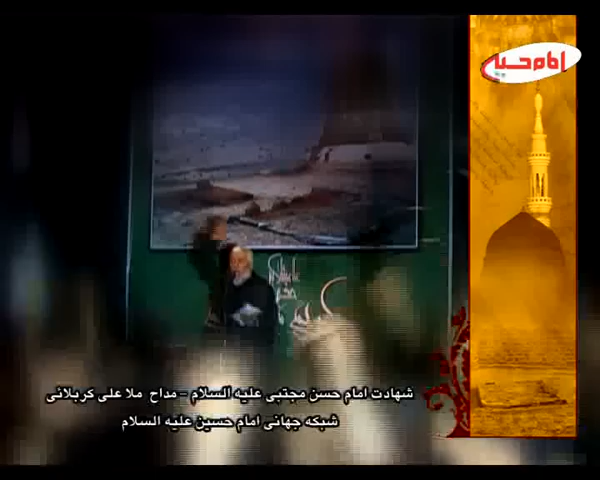 امام حسین
شهادت امام حسن مجتبی علیه السلام - مداح ملا علی کربلائی
شبکه جهانی امام حسین علیه السلام